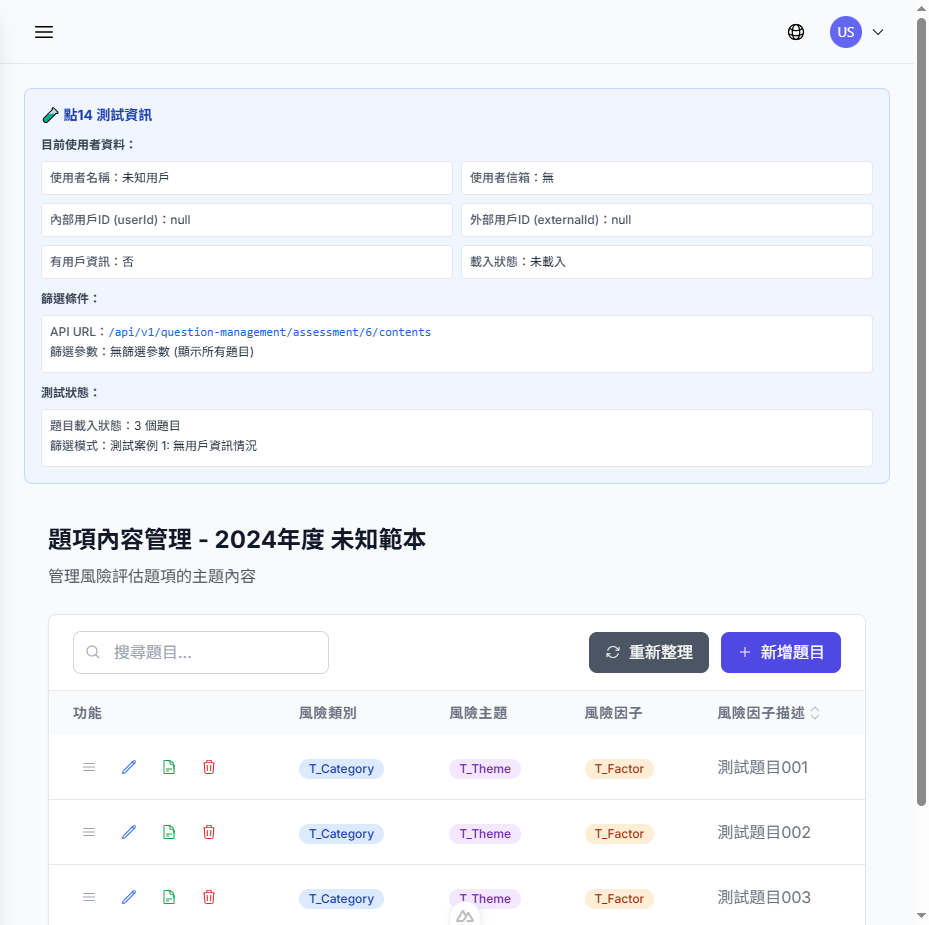 US
點14 測試資訊
目前使用者資料：
使用者名稱：未知用戶
使用者信箱：無
內部用戶ID (userId)：null
外部用戶ID (externalId)：null
有用戶資訊：否
載入狀態：未載入
篩選條件：
API URL：/api/v1/question-management/assessment/6/contents
篩選參數：無篩選參數 (顯示所有題目)
測試狀態：
題目載入狀態：3 個題目
篩選模式：測試案例 1: 無用戶資訊情況
題項內容管理 - 2024年度 未知範本
管理風險評估題項的主題內容
搜尋題目...
重新整理
新增題目
功能 風險類別 風險主題 風險因子 風險因子描述
T_Category T_Theme T_Factor 測試題目001
T_Category T_Theme T_Factor 測試題目002
T_Category T_Theme T_Factor 測試題目003